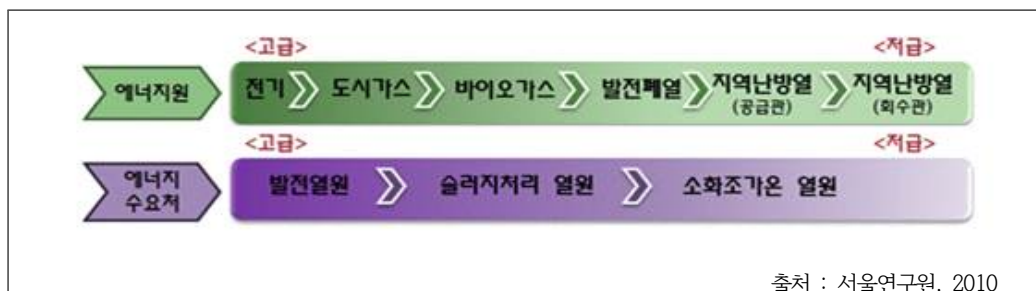 <고급> <저급>
에너지원 전기 도시가스 바이오가스 발전폐열 지역난방열 (공급관) 지역난방열 (회수관)
<고급> <저급>
에너지 수요처 발전열원 슬러지처리 열원 소화조가온 열원
출처 : 서울연구원, 2010